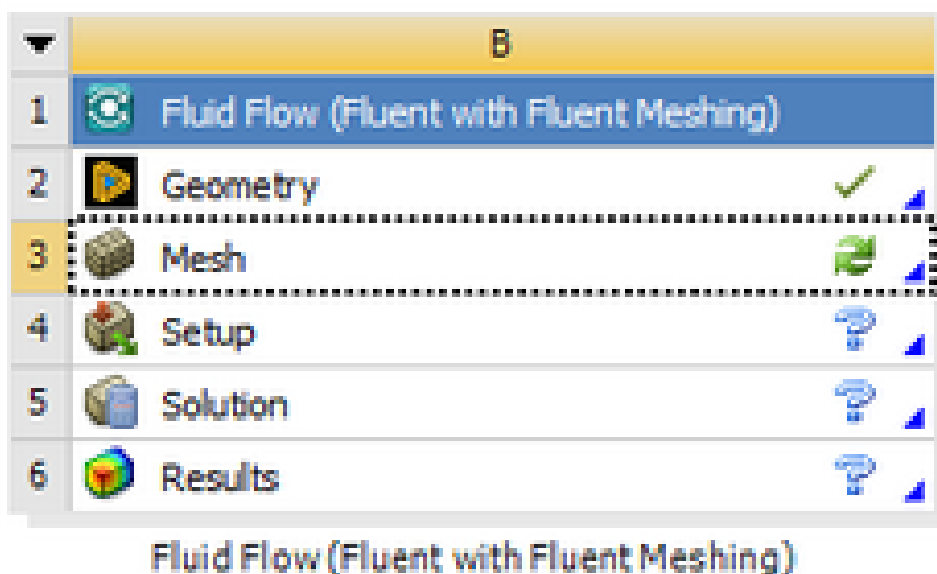 B
1 Fluid Flow (Fluent with Fluent Meshing)
2 Geometry
3 Mesh
4 Setup
5 Solution
6 Results
Fluid Flow (Fluent with Fluent Meshing)